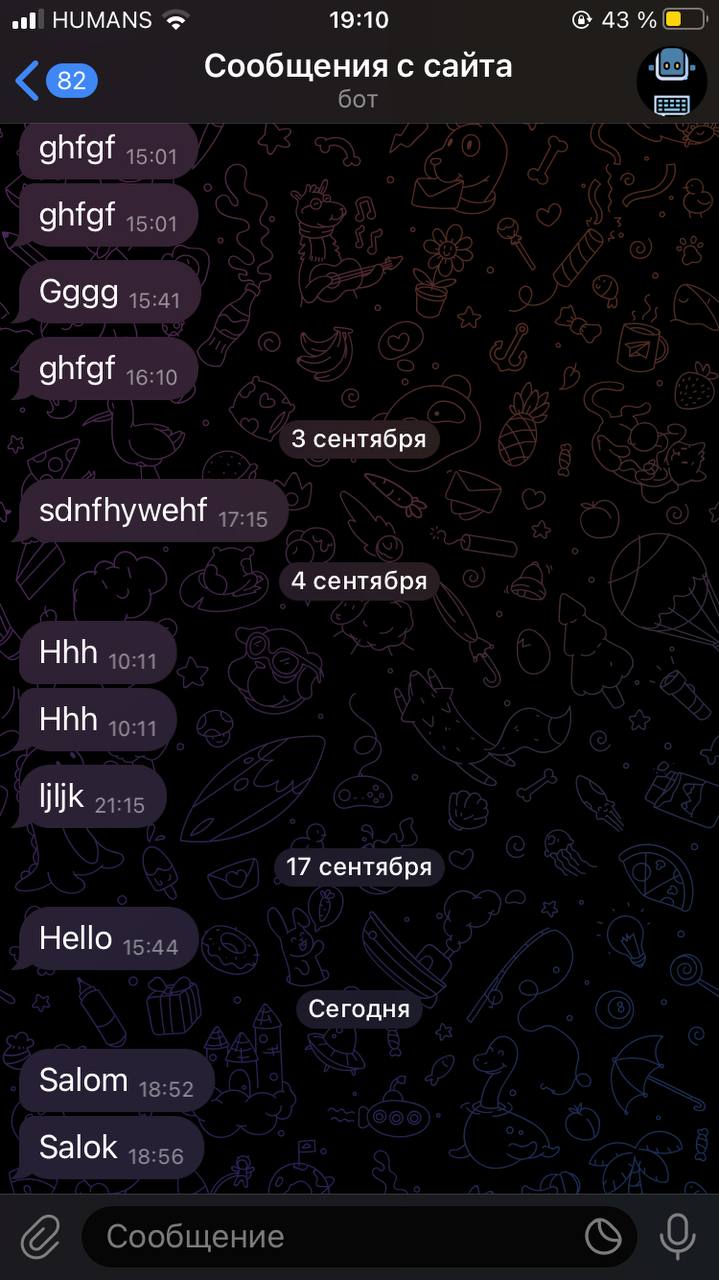 HUMANS 19:10 43 %
82 Сообщения с сайта
бот
ghfgf 15:01
ghfgf 15:01
Gggg 15:41
ghfgf 16:10
3 сентября
sdnfhywehf 17:15
4 сентября
Hhh 10:11
Hhh 10:11
ljljk 21:15
17 сентября
Hello 15:44
Сегодня
Salom 18:52
Salok 18:56
Сообщение